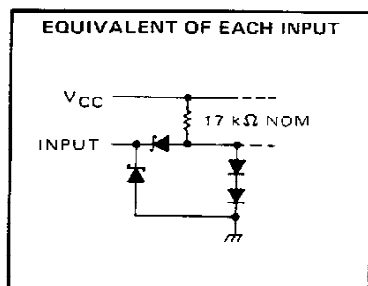 EQUIVALENT OF EACH INPUT
VCC
17 kΩ NOM
INPUT